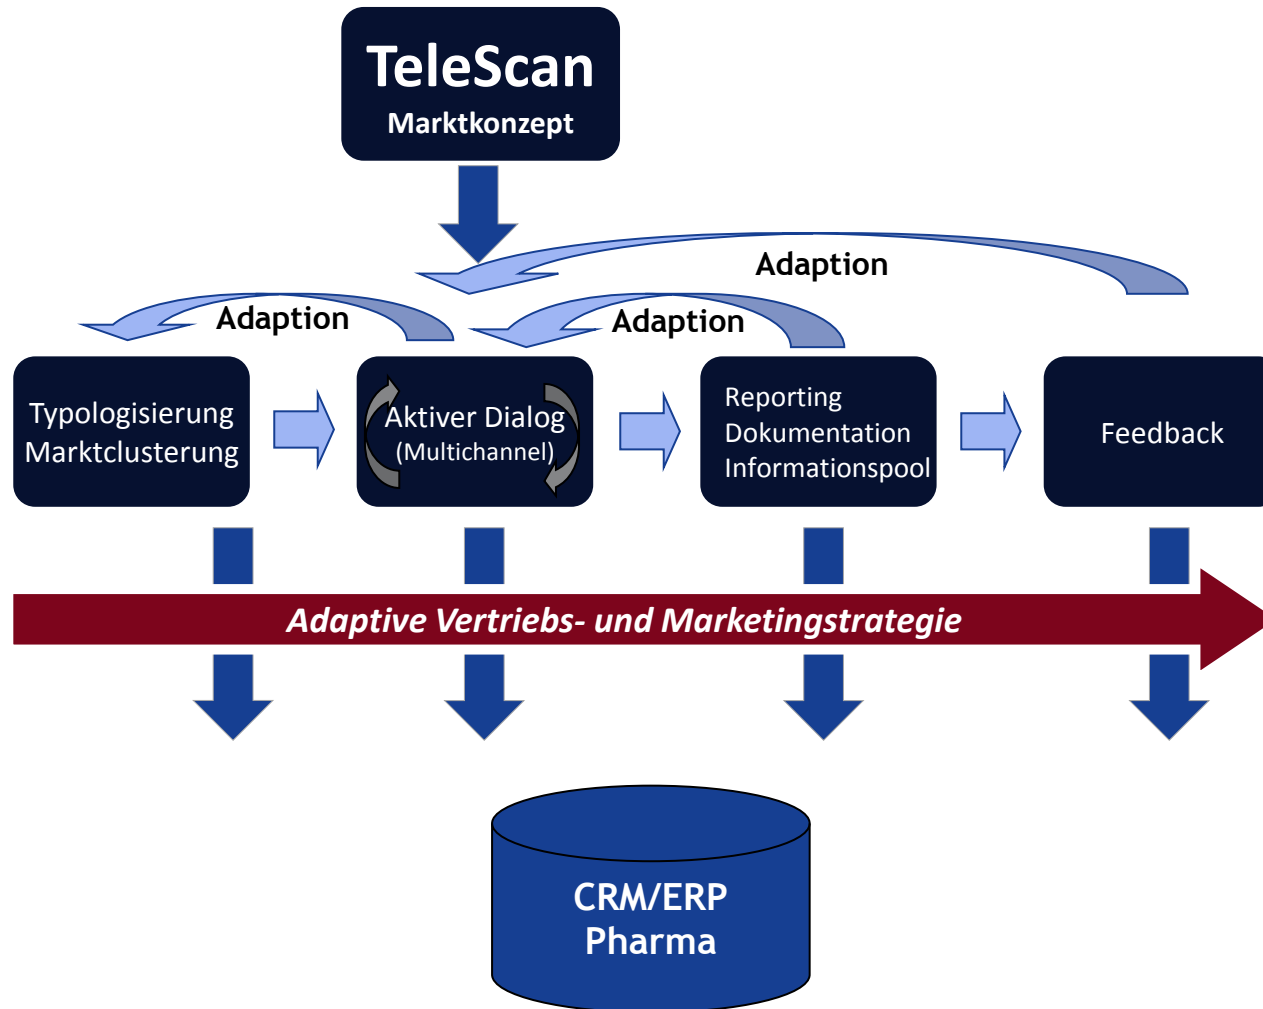 TeleScan
Marktkonzept
Adaption
Adaption
Adaption
Typologisierung
Marktclusterung
Aktiver Dialog
(Multichannel)
Reporting
Dokumentation
Informationspool
Feedback
Adaptive Vertriebs- und Marketingstrategie
CRM/ERP
Pharma